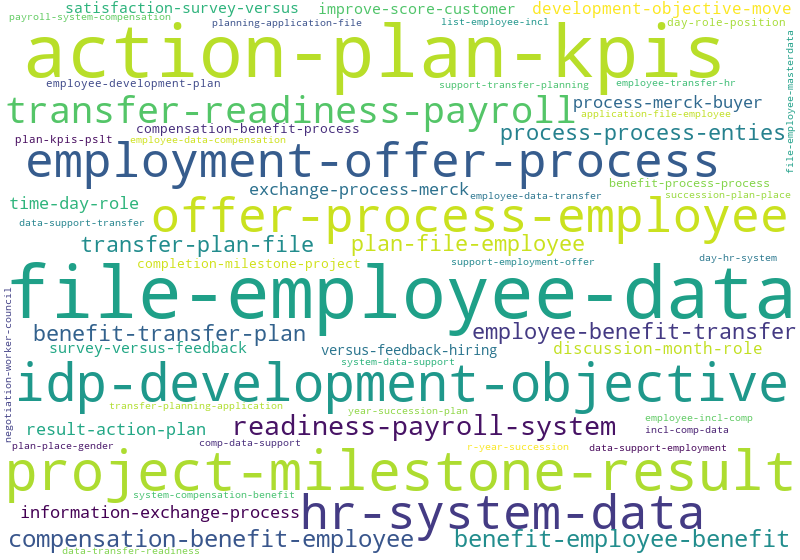 satisfaction-survey-versus
improve-score-customer
development-objective-move
payroll-system-compensation
planning-application-file
list-employee-incl
day-role-position
action-plan-kpis
file-employee-masterdata
employee-development-plan
support-transfer-planning
employee-transfer-hr
transfer-readiness-payroll
process-merck-buyer
application-file-employee
compensation-benefit-process
process-process-enties
plan-kpis-pslt
employee-data-compensation
employment-offer-process
exchange-process-merck
benefit-process-process
employee-data-transfer
succession-plan-place
time-day-role
offer-process-employee
data-support-transfer
transfer-plan-file
plan-file-employee
completion-milestone-project
support-employment-offer
day-hr-system
file-employee-data
negotiation-worker-council
benefit-transfer-plan
employee-benefit-transfer
survey-versus-feedback
versus-feedback-hiring
discussion-month-role
system-data-support
idp-development-objective
transfer-planning-application
year-succession-plan
result-action-plan
readiness-payroll-system
employee-incl-comp
incl-comp-data
plan-place-gender
comp-data-support
r-year-succession
data-support-employment
project-milestone-result
system-compensation-benefit
information-exchange-process
hr-system-data
compensation-benefit-employee
benefit-employee-benefit
data-transfer-readiness